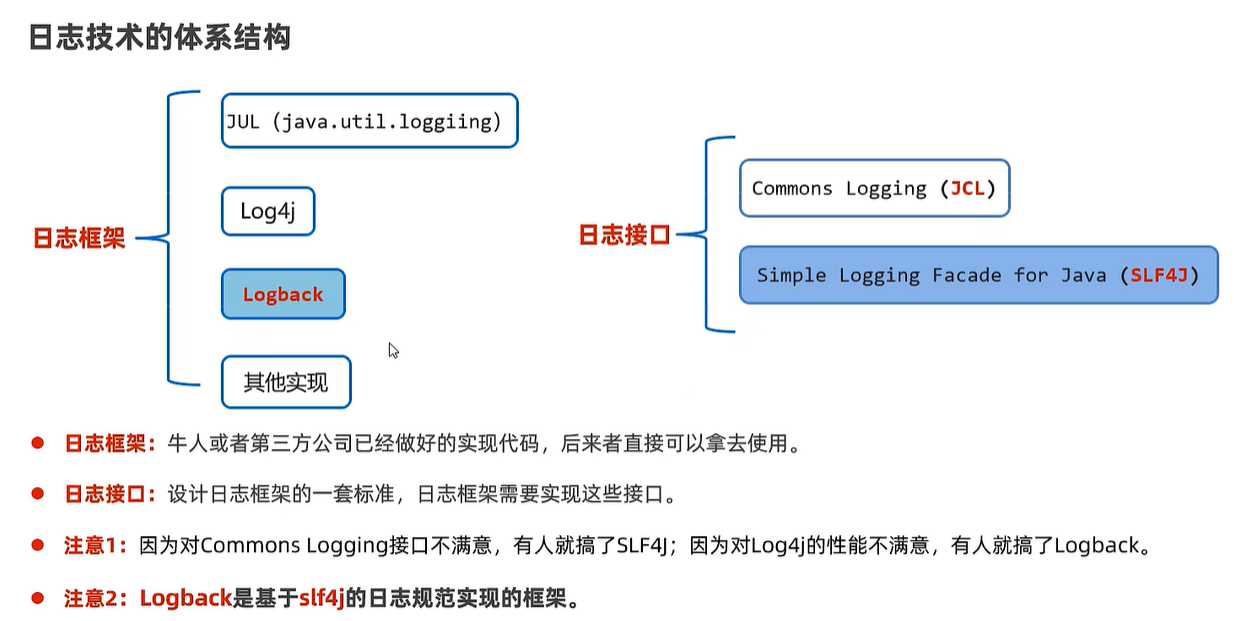 日志技术的体系结构
JUL（java.util.loggiing）
Log4j
日志框架
Logback
其他实现
Commons Logging (JCL)
日志接口
Simple Logging Facade for Java (SLF4J)
日志框架：牛人或者第三方公司已经做好的实现代码，后来者直接可以拿去使用。
日志接口：设计日志框架的一套标准，日志框架需要实现这些接口。
注意1：因为对Commons Logging接口不满意，有人就搞了SLF4J；因为对Log4j的性能不满意，有人就搞了Logback。
注意2：Logback是基于slf4j的日志规范实现的框架。